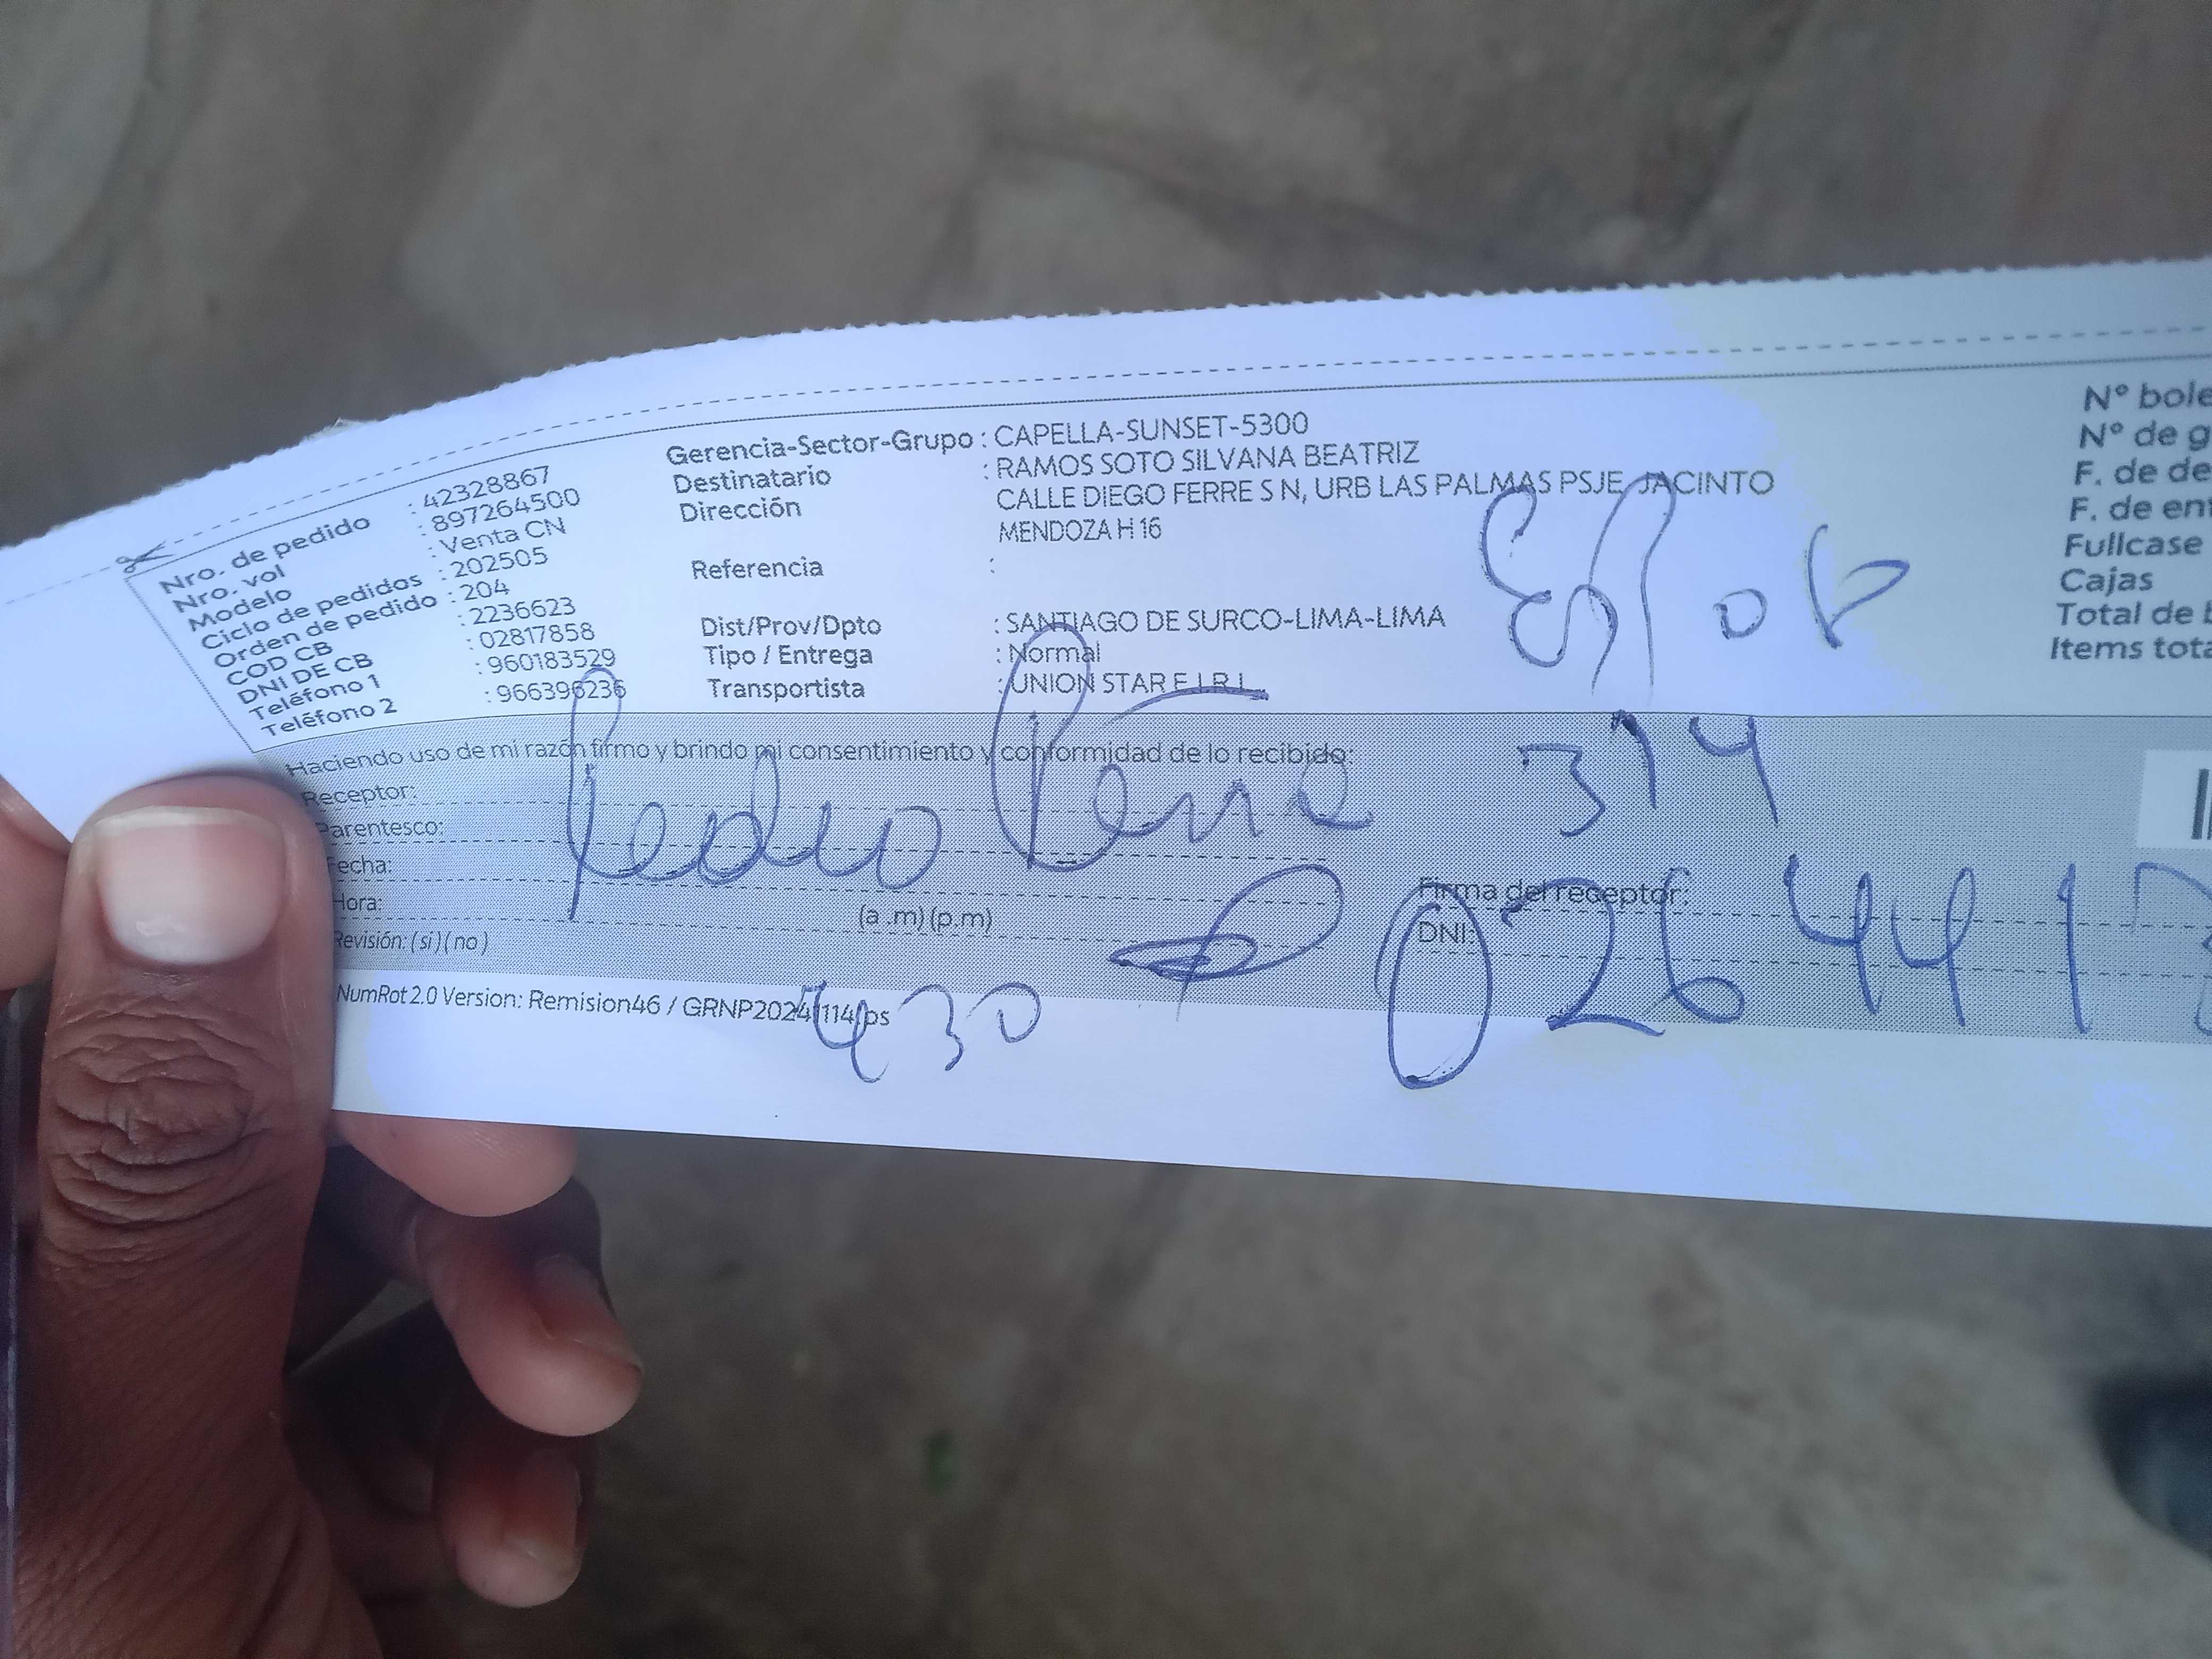 Nro. de pedido : 42328867
Nro. vol : 897264500
Modelo : Venta CN
Ciclo de pedidos : 202505
Orden de pedido : 204
COD CB : 2236623
DNI DE CB : 02817858
Teléfono 1 : 960183529
Teléfono 2 : 966396236
Gerencia-Sector-Grupo : CAPELLA-SUNSET-5300
Destinatario : RAMOS SOTO SILVANA BEATRIZ
Dirección CALLE DIEGO FERRE S N, URB LAS PALMAS PSJE JACINTO
MENDOZA H 16
Referencia :
Dist/Prov/Dpto : SANTIAGO DE SURCO-LIMA-LIMA
Tipo / Entrega : Normal
Transportista : UNION STAR E.I.R.L.
N° bole
N° de g
F. de de
F. de ent
Fullcase
Cajas
Total de b
Items tota
Haciendo uso de mi razón firmo y brindo mi consentimiento y conformidad de lo recibido:
Receptor: Pedro Peña
Parentesco:
Fecha:
Hora: (a .m) (p.m)
Revisión: ( si ) ( no )
314
Firma del receptor:
DNI: 0264417
NumRot 2.0 Version: Remision46 / GRNP20241114ps
430